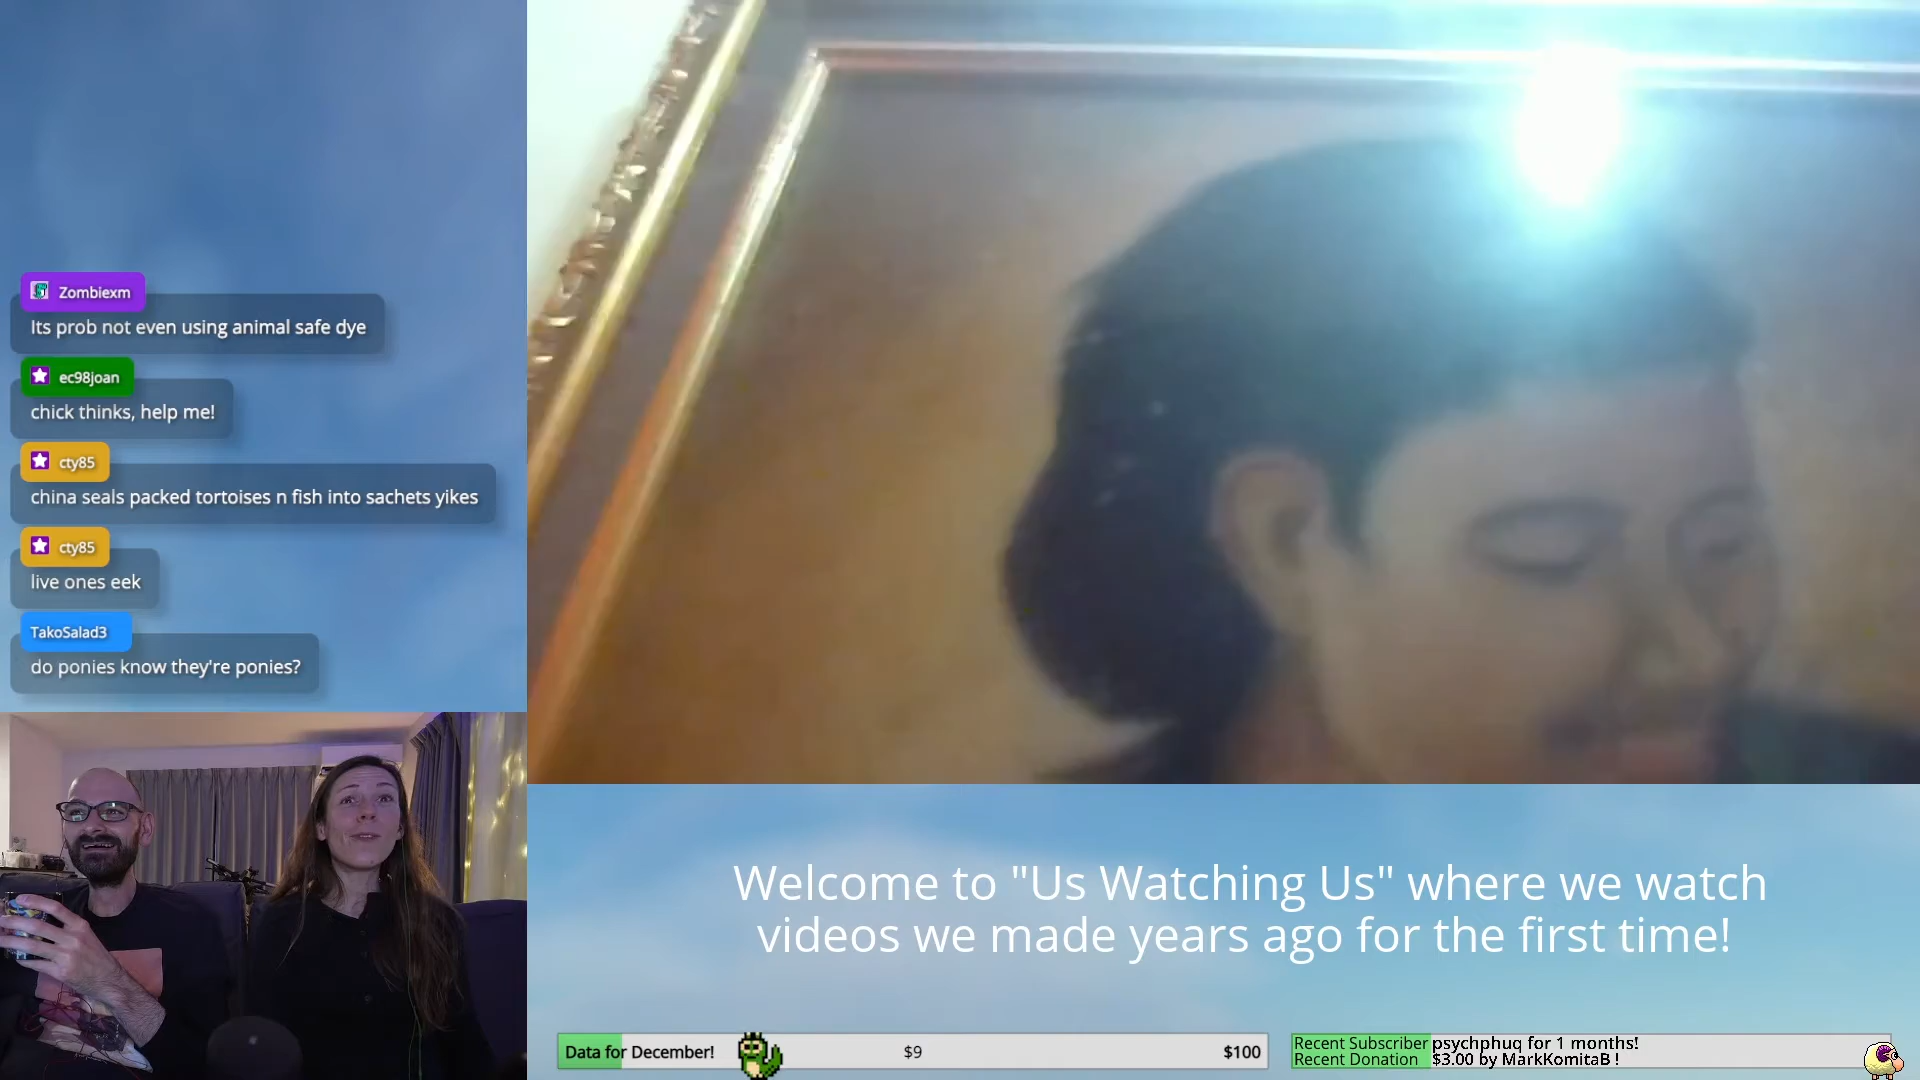 Zombiexm
Its prob not even using animal safe dye
ec98joan
chick thinks, help me!
cty85
china seals packed tortoises n fish into sachets yikes
cty85
live ones eek
TakoSalad3
do ponies know they're ponies?
Welcome to "Us Watching Us" where we watch
videos we made years ago for the first time!
Data for December!
$9
$100
Recent Subscriber psychphuq for 1 months!
Recent Donation $3.00 by MarkKomitaB !